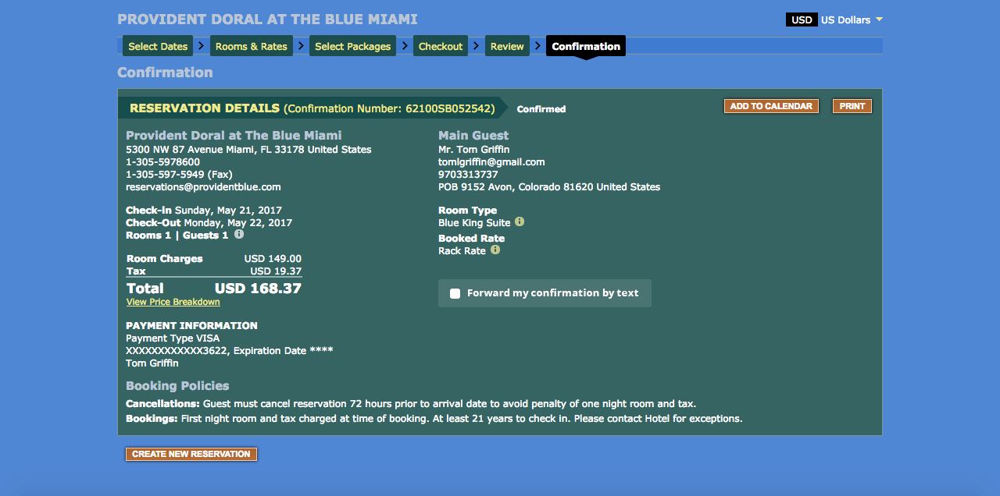 PROVIDENT DORAL AT THE BLUE MIAMI
USD US Dollars
Select Dates > Rooms & Rates > Select Packages > Checkout > Review > Confirmation
Confirmation
RESERVATION DETAILS (Confirmation Number: 62100SB052542) Confirmed
ADD TO CALENDAR PRINT
Provident Doral at The Blue Miami
5300 NW 87 Avenue Miami, FL 33178 United States
1-305-5978600
1-305-597-5949 (Fax)
reservations@providentblue.com
Main Guest
Mr. Tom Griffin
tomlgriffin@gmail.com
9703313737
POB 9152 Avon, Colorado 81620 United States
Check-in Sunday, May 21, 2017
Check-Out Monday, May 22, 2017
Rooms 1 | Guests 1
Room Type
Blue King Suite
Booked Rate
Rack Rate
Room Charges USD 149.00
Tax USD 19.37
Total USD 168.37
View Price Breakdown
Forward my confirmation by text
PAYMENT INFORMATION
Payment Type VISA
XXXXXXXXXXXX3622, Expiration Date ****
Tom Griffin
Booking Policies
Cancellations: Guest must cancel reservation 72 hours prior to arrival date to avoid penalty of one night room and tax.
Bookings: First night room and tax charged at time of booking. At least 21 years to check in. Please contact Hotel for exceptions.
CREATE NEW RESERVATION